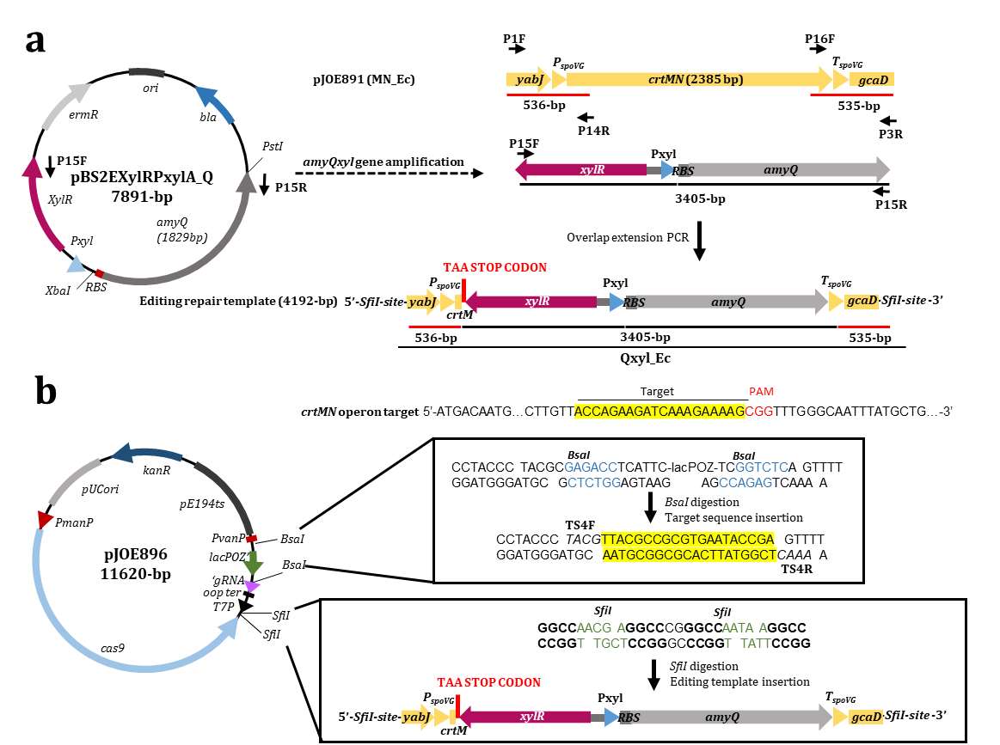 a
ori
ermR
bla
PstI
P15F
pBS2EXylRPxylA_Q
7891-bp
P15R
XylR
amyQ
(1829bp)
Pxyl
XbaI
RBS
pJOE891 (MN_Ec)
amyQxyl gene amplification
P1F
P16F
PspoVG
TspoVG
yabJ
crtMN (2385 bp)
gcaD
536-bp
535-bp
P14R
P3R
P15F
Pxyl
xylR
RBS
amyQ
3405-bp
P15R
Overlap extension PCR
TAA STOP CODON
PspoVG
Pxyl
TspoVG
Editing repair template (4192-bp) 5'-SfiI-site- yabJ xylR RBS amyQ gcaD-SfiI-site-3'
crtM
536-bp
3405-bp
535-bp
Qxyl_Ec
b
Target
PAM
crtMN operon target 5'-ATGACAATG…CTTGTTACCAGAAGATCAAAGAAAAGCGGTTTGGGCAATTTATGCTG…-3'
kanR
pUCori
pE194ts
PmanP
PvanP
BsaI
pJOE896
11620-bp
lacPOZ'
BsaI
'gRNA
oop ter
T7P
SfiI
SfiI
cas9
BsaI
BsaI
CCTACCC TACGCGAGACCTCATTC-lacPOZ-TCGGTCTCA GTTTT
GGATGGGATGC GCTCTGGAGTAAG AGCCAGAGTCAAA A
BsaI digestion
Target sequence insertion
TS4F
CCTACCC TACGTTACGCCGCGTGAATACCGA GTTTT
GGATGGGATGC AATGCGGCGCACTTATGGCTCAAA A
TS4R
SfiI
SfiI
GGCCAACG AGGCCCGGGCCAATA AGGCC
CCGGT TGCTCCGGGCCCGGT TATTCCGG
SfiI digestion
Editing template insertion
TAA STOP CODON
PspoVG
Pxyl
TspoVG
5'-SfiI-site- yabJ xylR RBS amyQ gcaD-SfiI-site -3'
crtM